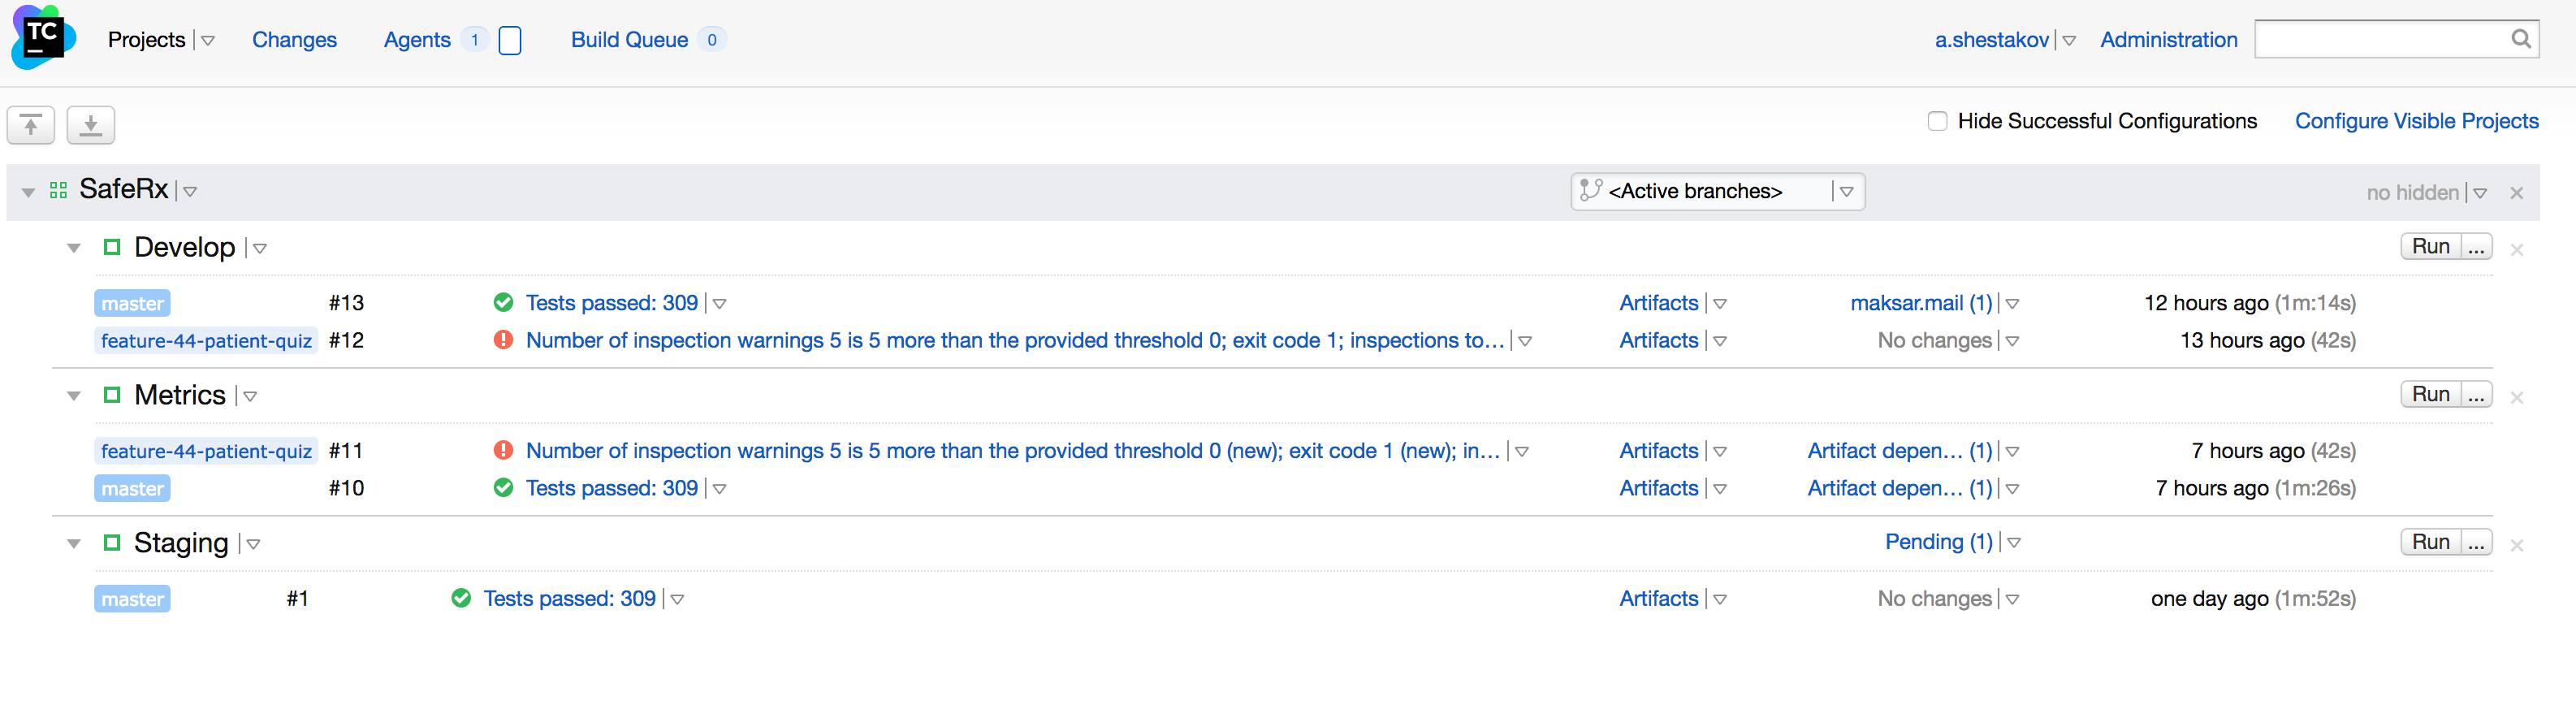 TC Projects Changes Agents 1 Build Queue 0 a.shestakov Administration
Hide Successful Configurations Configure Visible Projects
SafeRx <Active branches> no hidden
Develop Run ...
master #13 Tests passed: 309 Artifacts maksar.mail (1) 12 hours ago (1m:14s)
feature-44-patient-quiz #12 Number of inspection warnings 5 is 5 more than the provided threshold 0; exit code 1; inspections to... Artifacts No changes 13 hours ago (42s)
Metrics Run ...
feature-44-patient-quiz #11 Number of inspection warnings 5 is 5 more than the provided threshold 0 (new); exit code 1 (new); in... Artifacts Artifact depen... (1) 7 hours ago (42s)
master #10 Tests passed: 309 Artifacts Artifact depen... (1) 7 hours ago (1m:26s)
Staging Pending (1) Run ...
master #1 Tests passed: 309 Artifacts No changes one day ago (1m:52s)